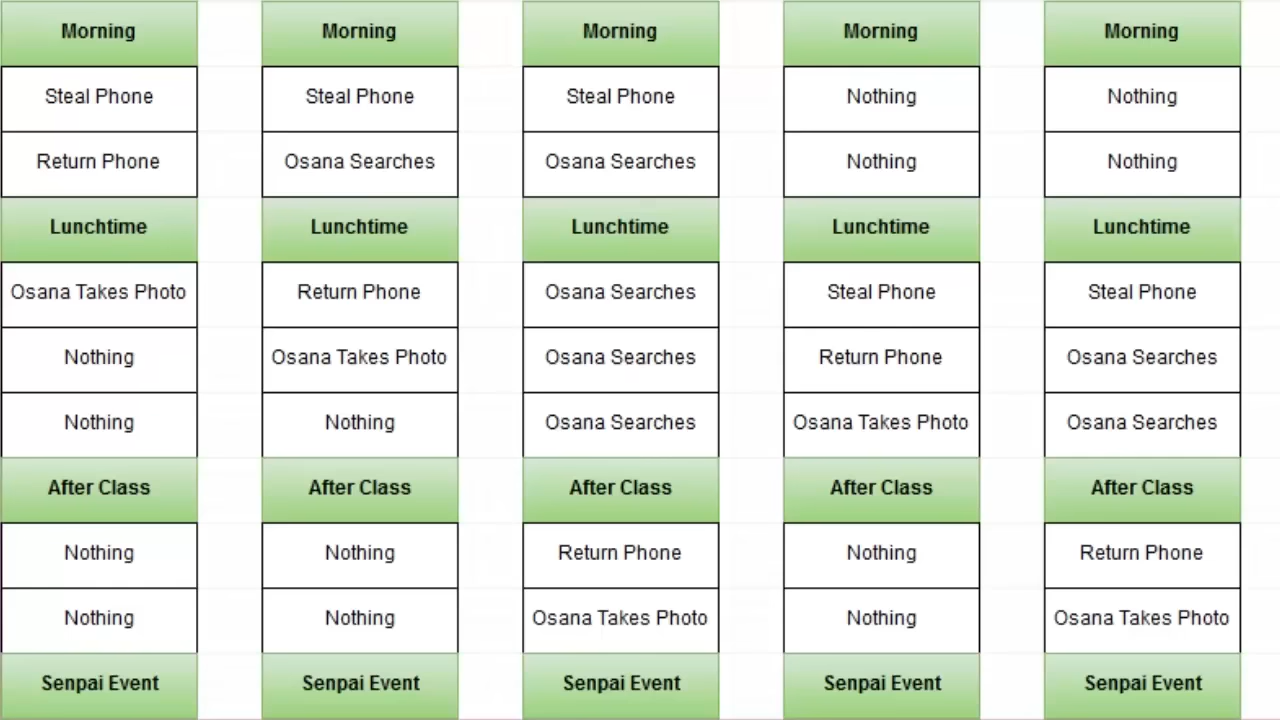 Morning Morning Morning Morning Morning
Steal Phone Steal Phone Steal Phone Nothing Nothing
Return Phone Osana Searches Osana Searches Nothing Nothing
Lunchtime Lunchtime Lunchtime Lunchtime Lunchtime
Osana Takes Photo Return Phone Osana Searches Steal Phone Steal Phone
Nothing Osana Takes Photo Osana Searches Return Phone Osana Searches
Nothing Nothing Osana Searches Osana Takes Photo Osana Searches
After Class After Class After Class After Class After Class
Nothing Nothing Return Phone Nothing Return Phone
Nothing Nothing Osana Takes Photo Nothing Osana Takes Photo
Senpai Event Senpai Event Senpai Event Senpai Event Senpai Event